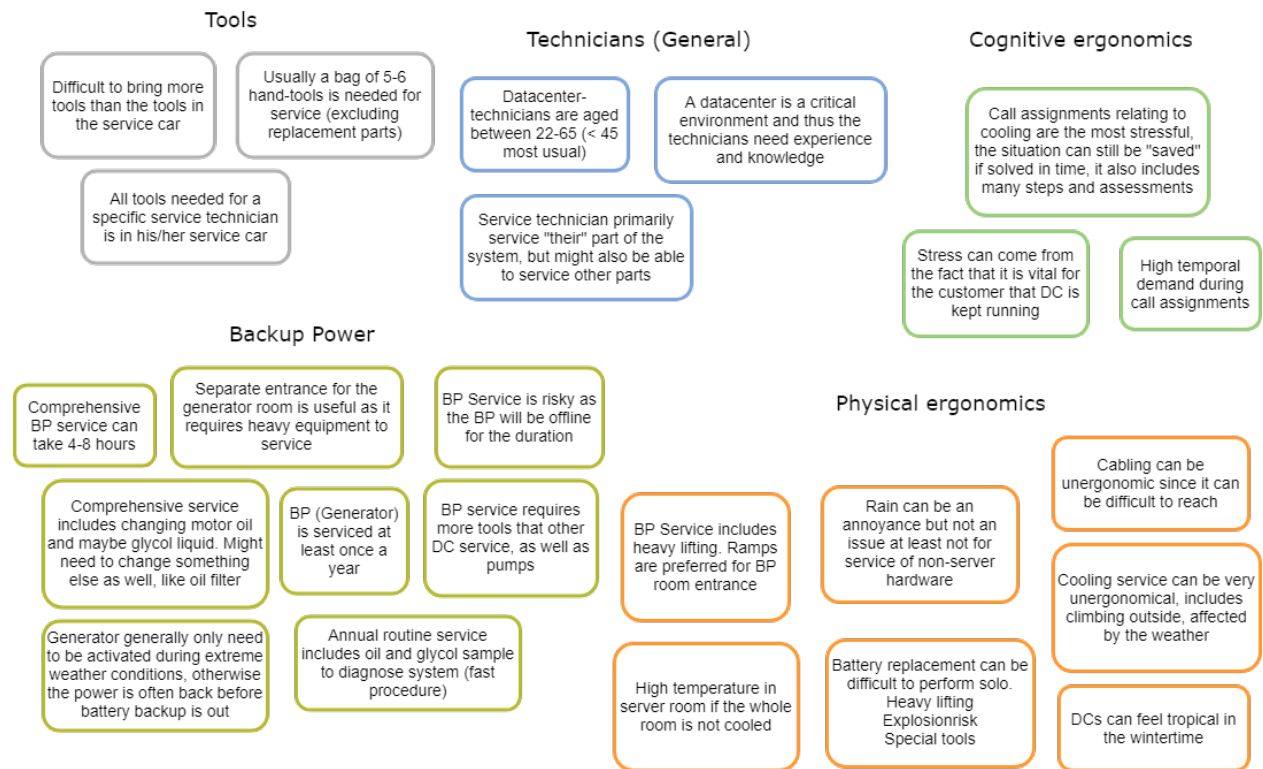 Tools
Difficult to bring more
tools than the tools in
the service car
Usually a bag of 5-6
hand-tools is needed for
service (excluding
replacement parts)
All tools needed for a
specific service technician
is in his/her service car
Technicians (General)
Datacenter-
technicians are aged
between 22-65 (< 45
most usual)
A datacenter is a critical
environment and thus the
technicians need experience
and knowledge
Service technician primarily
service "their" part of the
system, but might also be able
to service other parts
Cognitive ergonomics
Call assignments relating to
cooling are the most stressful,
the situation can still be "saved"
if solved in time, it also includes
many steps and assessments
Stress can come from
the fact that it is vital for
the customer that DC is
kept running
High temporal
demand during
call assignments
Backup Power
Comprehensive
BP service can
take 4-8 hours
Separate entrance for the
generator room is useful as it
requires heavy equipment to
service
BP Service is risky as
the BP will be offline
for the duration
Comprehensive service
includes changing motor oil
and maybe glycol liquid. Might
need to change something
else as well, like oil filter
BP (Generator)
is serviced at
least once a
year
BP service requires
more tools that other
DC service, as well as
pumps
Generator generally only need
to be activated during extreme
weather conditions, otherwise
the power is often back before
battery backup is out
Annual routine service
includes oil and glycol sample
to diagnose system (fast
procedure)
Physical ergonomics
BP Service includes
heavy lifting. Ramps
are preferred for BP
room entrance
Rain can be an
annoyance but not an
issue at least not for
service of non-server
hardware
Cabling can be
unergonomic since it can
be difficult to reach
Cooling service can be very
unergonomical, includes
climbing outside, affected
by the weather
High temperature in
server room if the whole
room is not cooled
Battery replacement can be
difficult to perform solo.
Heavy lifting
Explosionrisk
Special tools
DCs can feel tropical in
the wintertime